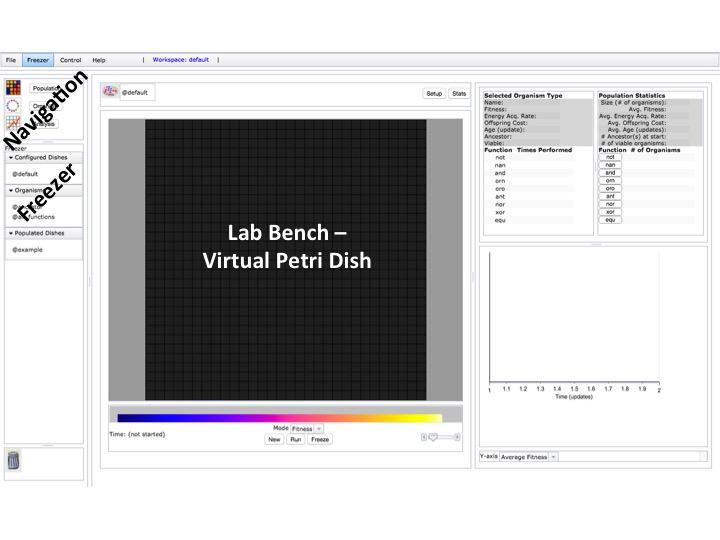 File Freezer Control Help | Workspace: default |
Navigation
Freezer
Freezer
Configured Dishes
@default
Organism
functions
Populated Dishes
@example
@default
Setup Stats
Lab Bench –
Virtual Petri Dish
Time: (not started)
Mode Fitness
New Run Freeze
Selected Organism Type
Name:
Fitness:
Energy Acq. Rate:
Offspring Cost:
Age (update):
Ancestor:
Viable:
Function Times Performed
not
nan
and
orn
oro
ant
nor
xor
equ
Population Statistics
Size (# of organisms):
Avg. Fitness:
Avg. Energy Acq. Rate:
Avg. Offspring Cost:
Avg. Age (updates):
# Ancestor(s) at start:
# of viable organisms:
Function # of Organisms
not
nan
and
orn
oro
ant
nor
xor
equ
1 1.1 1.2 1.3 1.4 1.5 1.6 1.7 1.8 1.9 2
Time (updates)
Y-axis Average Fitness